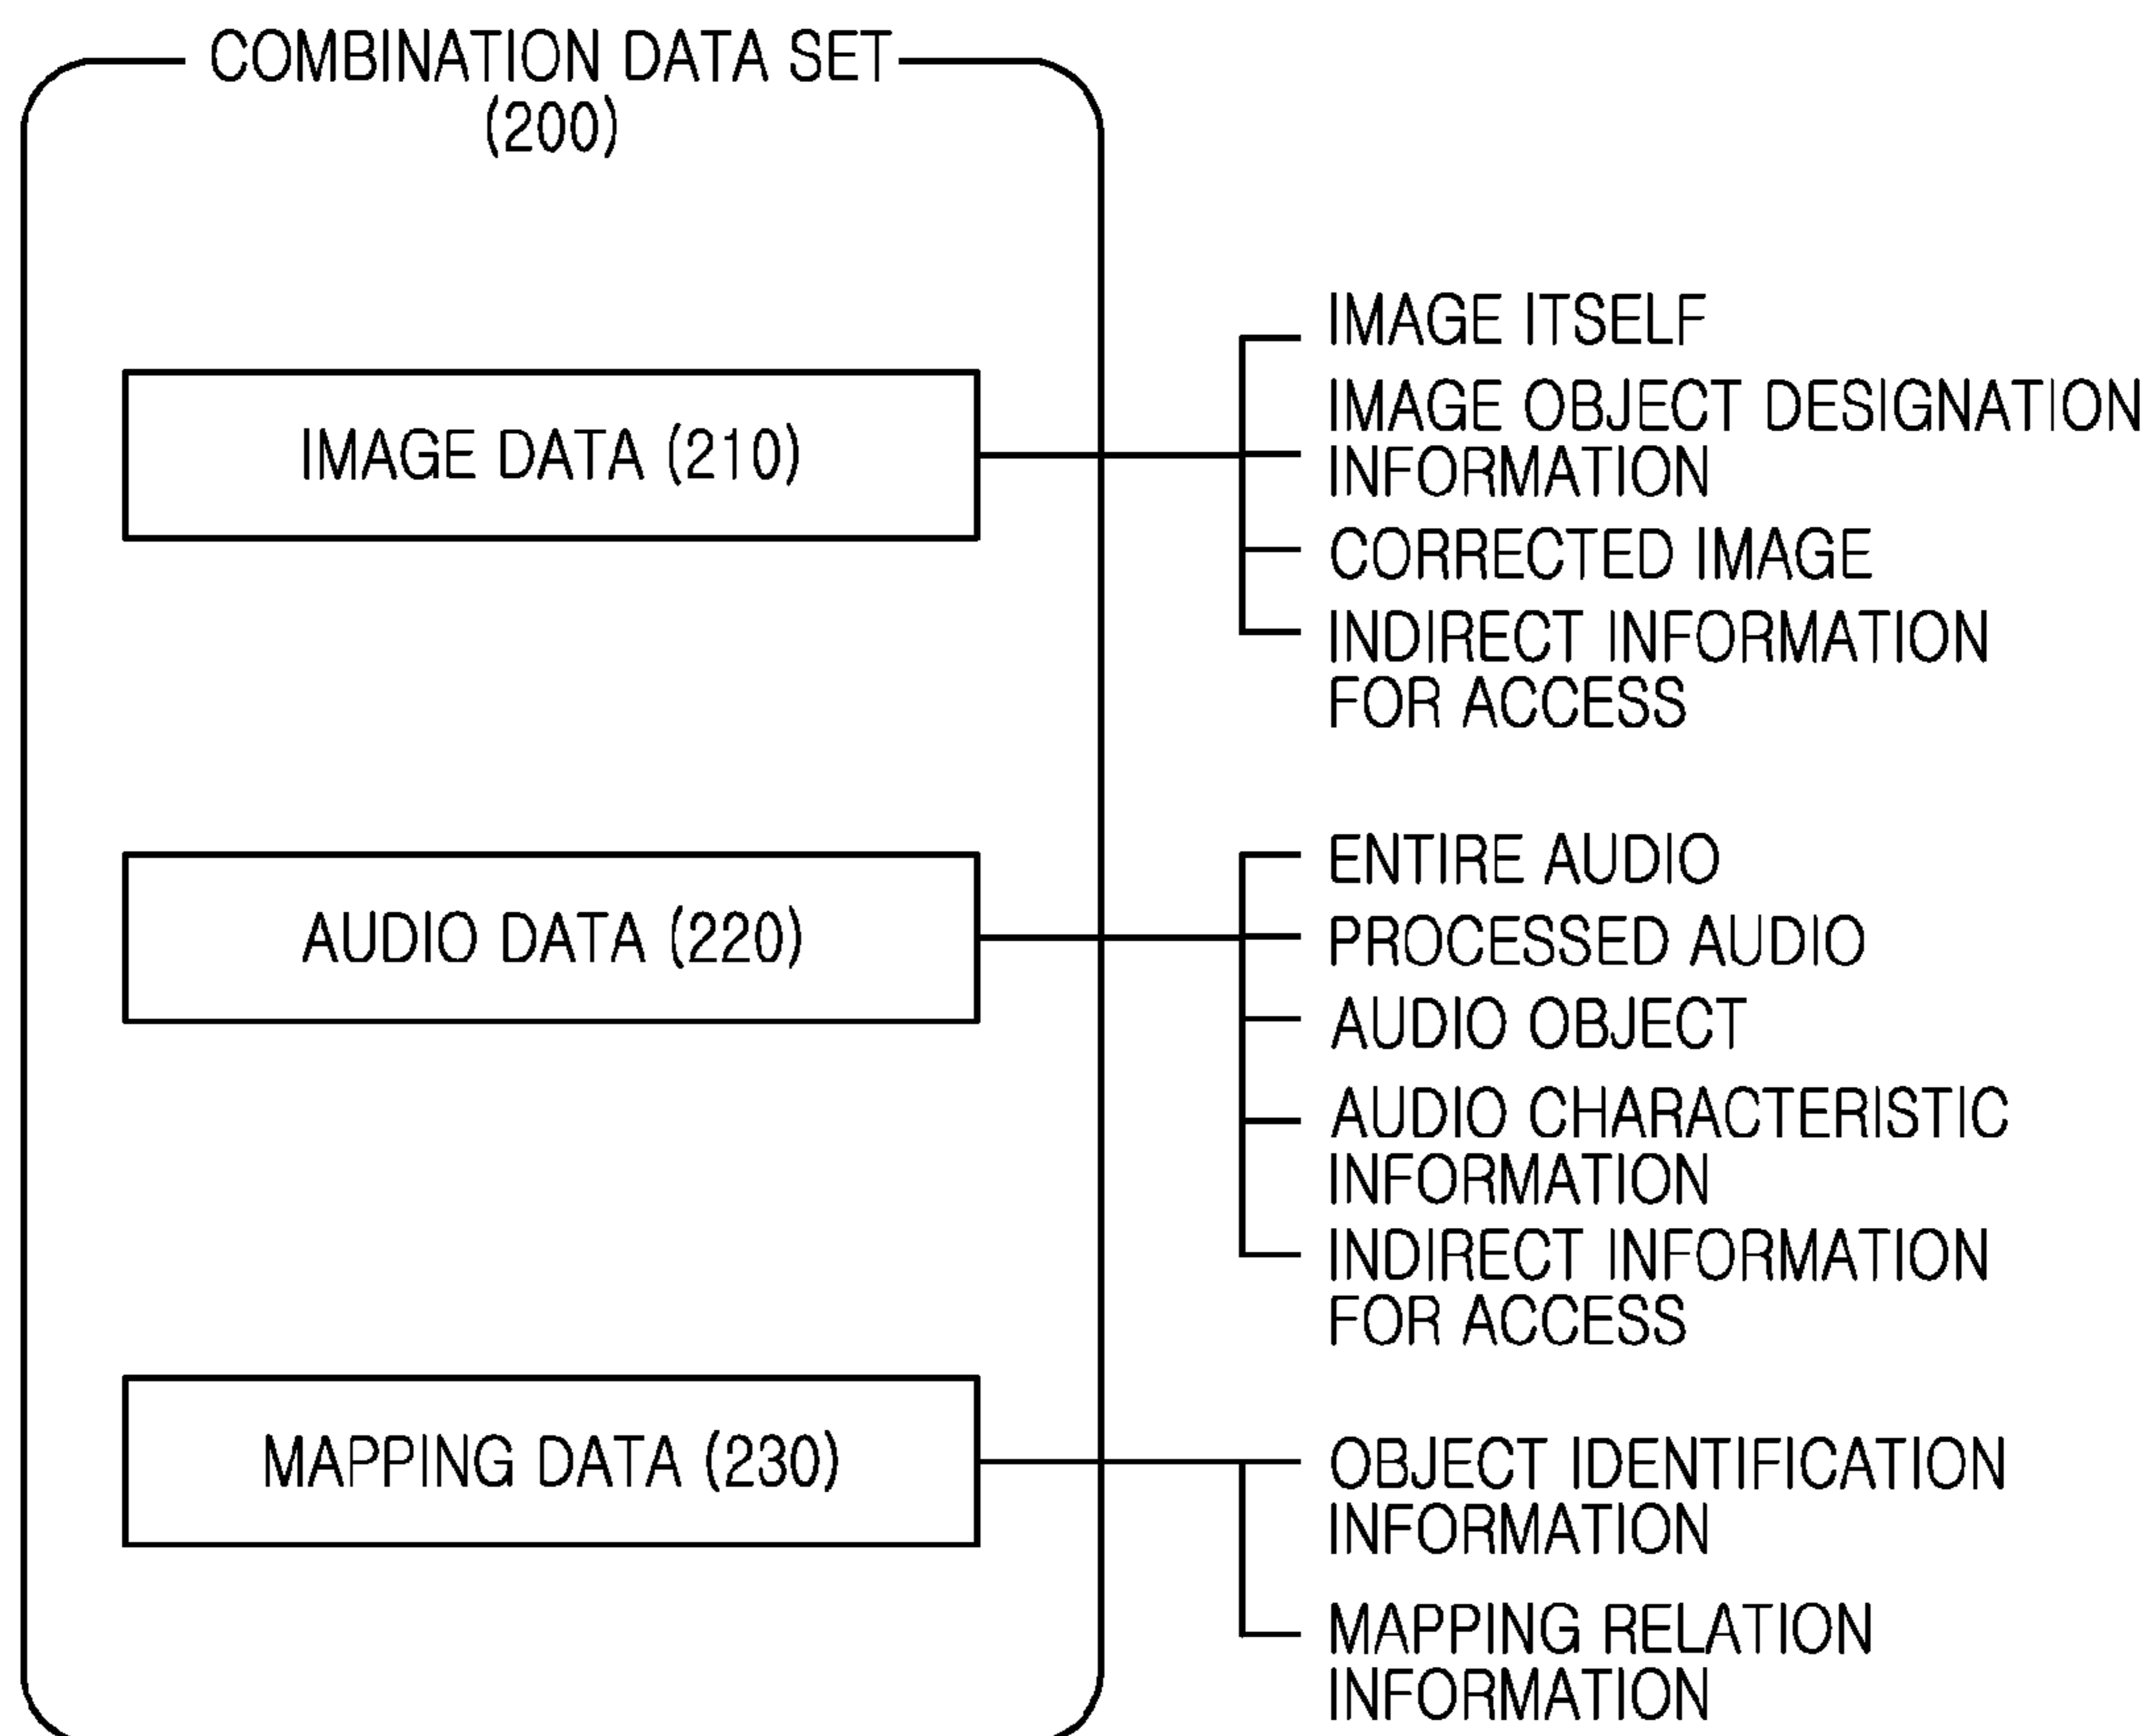 COMBINATION DATA SET
(200)
IMAGE DATA (210)
IMAGE ITSELF
IMAGE OBJECT DESIGNATION
INFORMATION
CORRECTED IMAGE
INDIRECT INFORMATION
FOR ACCESS
AUDIO DATA (220)
ENTIRE AUDIO
PROCESSED AUDIO
AUDIO OBJECT
AUDIO CHARACTERISTIC
INFORMATION
INDIRECT INFORMATION
FOR ACCESS
MAPPING DATA (230)
OBJECT IDENTIFICATION
INFORMATION
MAPPING RELATION
INFORMATION